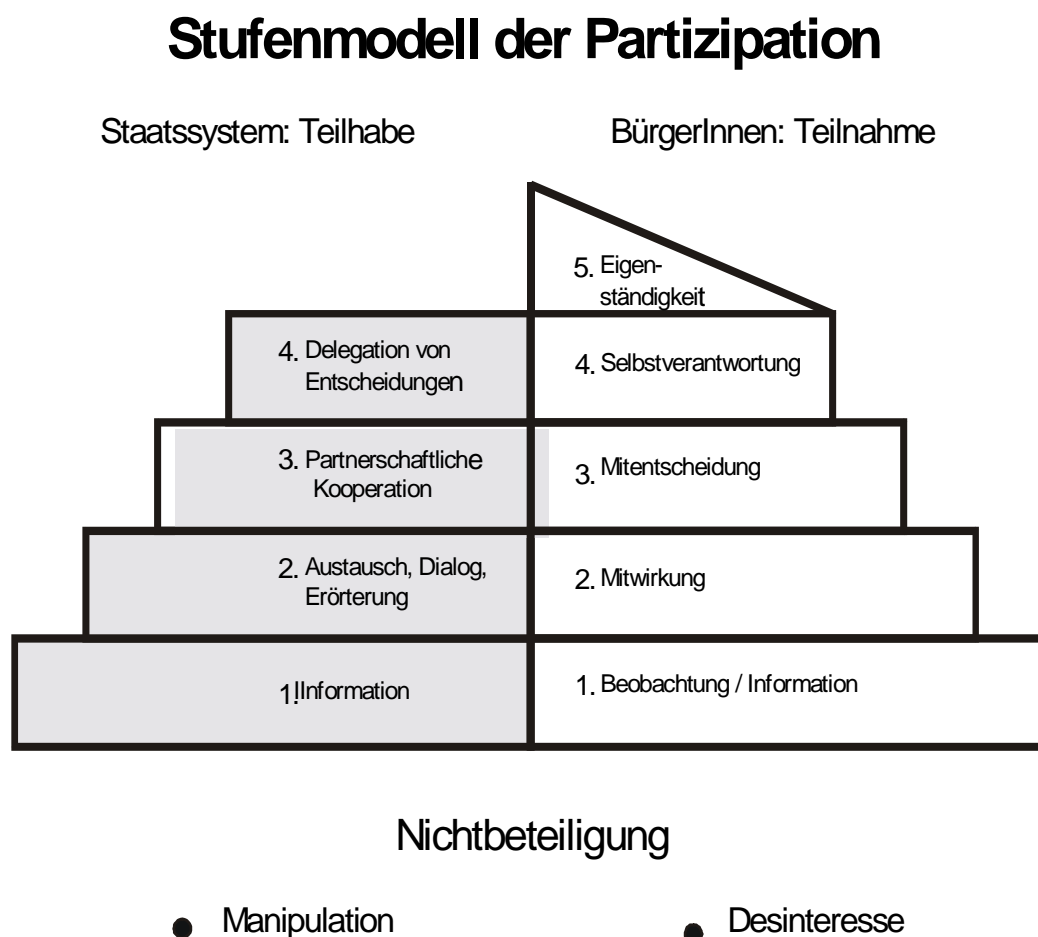 Stufenmodell der Partizipation
Staatssystem: Teilhabe
BürgerInnen: Teilnahme
5. Eigen-
ständigkeit
4. Delegation von
Entscheidungen
4. Selbstverantwortung
3. Partnerschaftliche
Kooperation
3. Mitentscheidung
2. Austausch, Dialog,
Erörterung
2. Mitwirkung
1.!Information
1. Beobachtung / Information
Nichtbeteiligung
● Manipulation
● Desinteresse